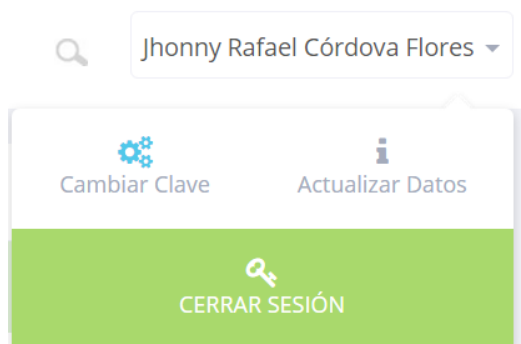 Jhonny Rafael Córdova Flores
Cambiar Clave
Actualizar Datos
CERRAR SESIÓN